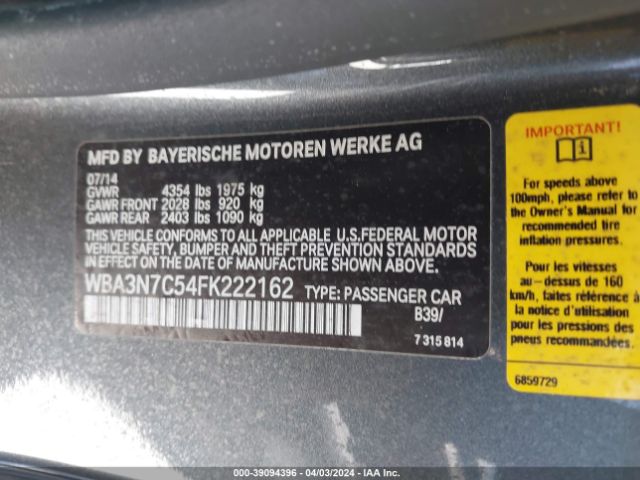 MFD BY BAYERISCHE MOTOREN WERKE AG
07/14
GVWR 4354 lbs 1975 kg
GAWR FRONT 2028 lbs 920 kg
GAWR REAR 2403 lbs 1090 kg
THIS VEHICLE CONFORMS TO ALL APPLICABLE U.S.FEDERAL MOTOR
VEHICLE SAFETY, BUMPER AND THEFT PREVENTION STANDARDS
IN EFFECT ON THE DATE OF MANUFACTURE SHOWN ABOVE.
WBA3N7C54FK222162 TYPE: PASSENGER CAR
B39/
7 315 814
IMPORTANT!
i
For speeds above
100mph, please refer to
the Owner's Manual for
recommended tire
inflation pressures.
Pour les vitesses
au-dessus de 160
km/h, faites référence à
l'instruction de bord
pour les pressions des
pneus recommandées.
6859729
000-39094396 - 04/03/2024 - IAA Inc.